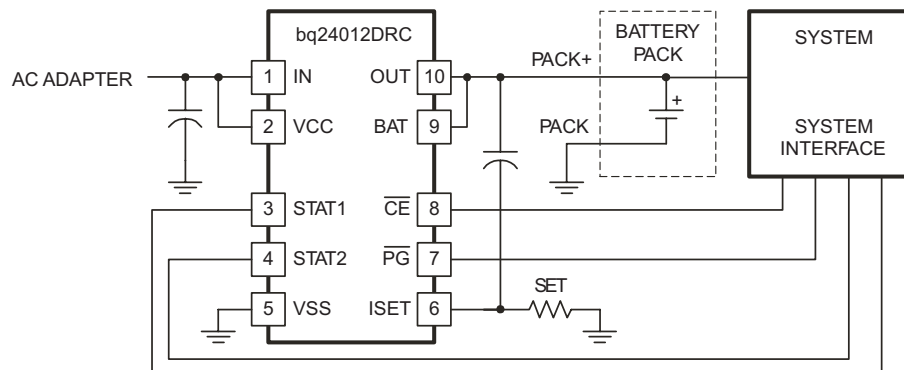 bq24012DRC
AC ADAPTER
1 IN
2 VCC
3 STAT1
4 STAT2
5 VSS
OUT 10
BAT 9
CE 8
PG 7
ISET 6
PACK+
PACK
SET
BATTERY
PACK
+
SYSTEM
SYSTEM
INTERFACE